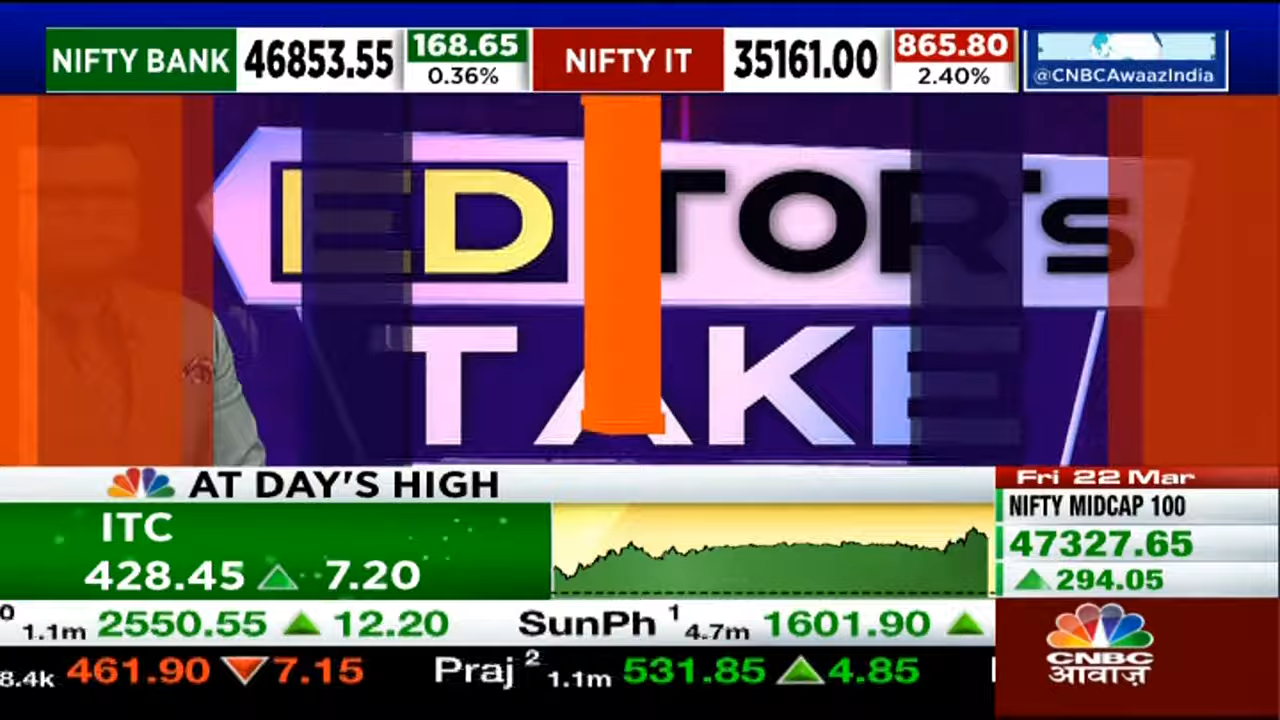 NIFTY BANK 46853.55 168.65 0.36% NIFTY IT 35161.00 865.80 2.40% @CNBCAwaazIndia
EDITOR's
TAKE
AT DAY'S HIGH
ITC
428.45 ▲ 7.20
Fri 22 Mar
NIFTY MIDCAP 100
47327.65
▲ 294.05
0 1.1m 2550.55 ▲ 12.20 SunPh 1 4.7m 1601.90 ▲
8.4k 461.90 ▼ 7.15 Praj 2 1.1m 531.85 ▲ 4.85
CNBC
आवाज़